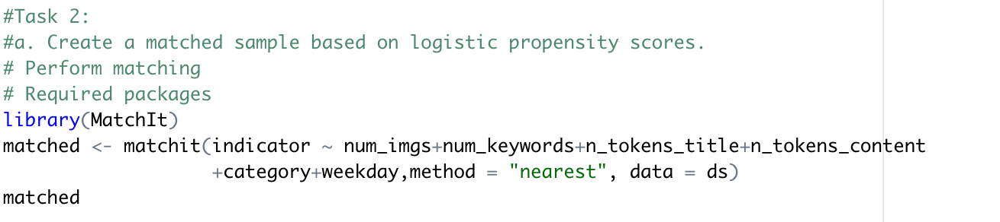 #Task 2:
#a. Create a matched sample based on logistic propensity scores.
# Perform matching
# Required packages
library(MatchIt)
matched <- matchit(indicator ~ num_imgs+num_keywords+n_tokens_title+n_tokens_content
+category+weekday,method = "nearest", data = ds)
matched